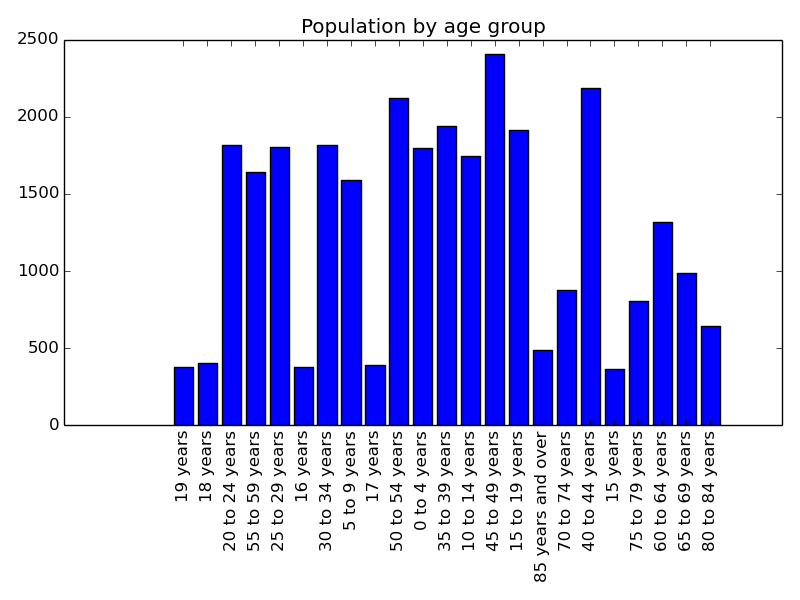 Population by age group
2500
2000
1500
1000
500
0
19 years
18 years
20 to 24 years
55 to 59 years
25 to 29 years
16 years
30 to 34 years
5 to 9 years
17 years
50 to 54 years
0 to 4 years
35 to 39 years
10 to 14 years
45 to 49 years
15 to 19 years
85 years and over
70 to 74 years
40 to 44 years
15 years
75 to 79 years
60 to 64 years
65 to 69 years
80 to 84 years